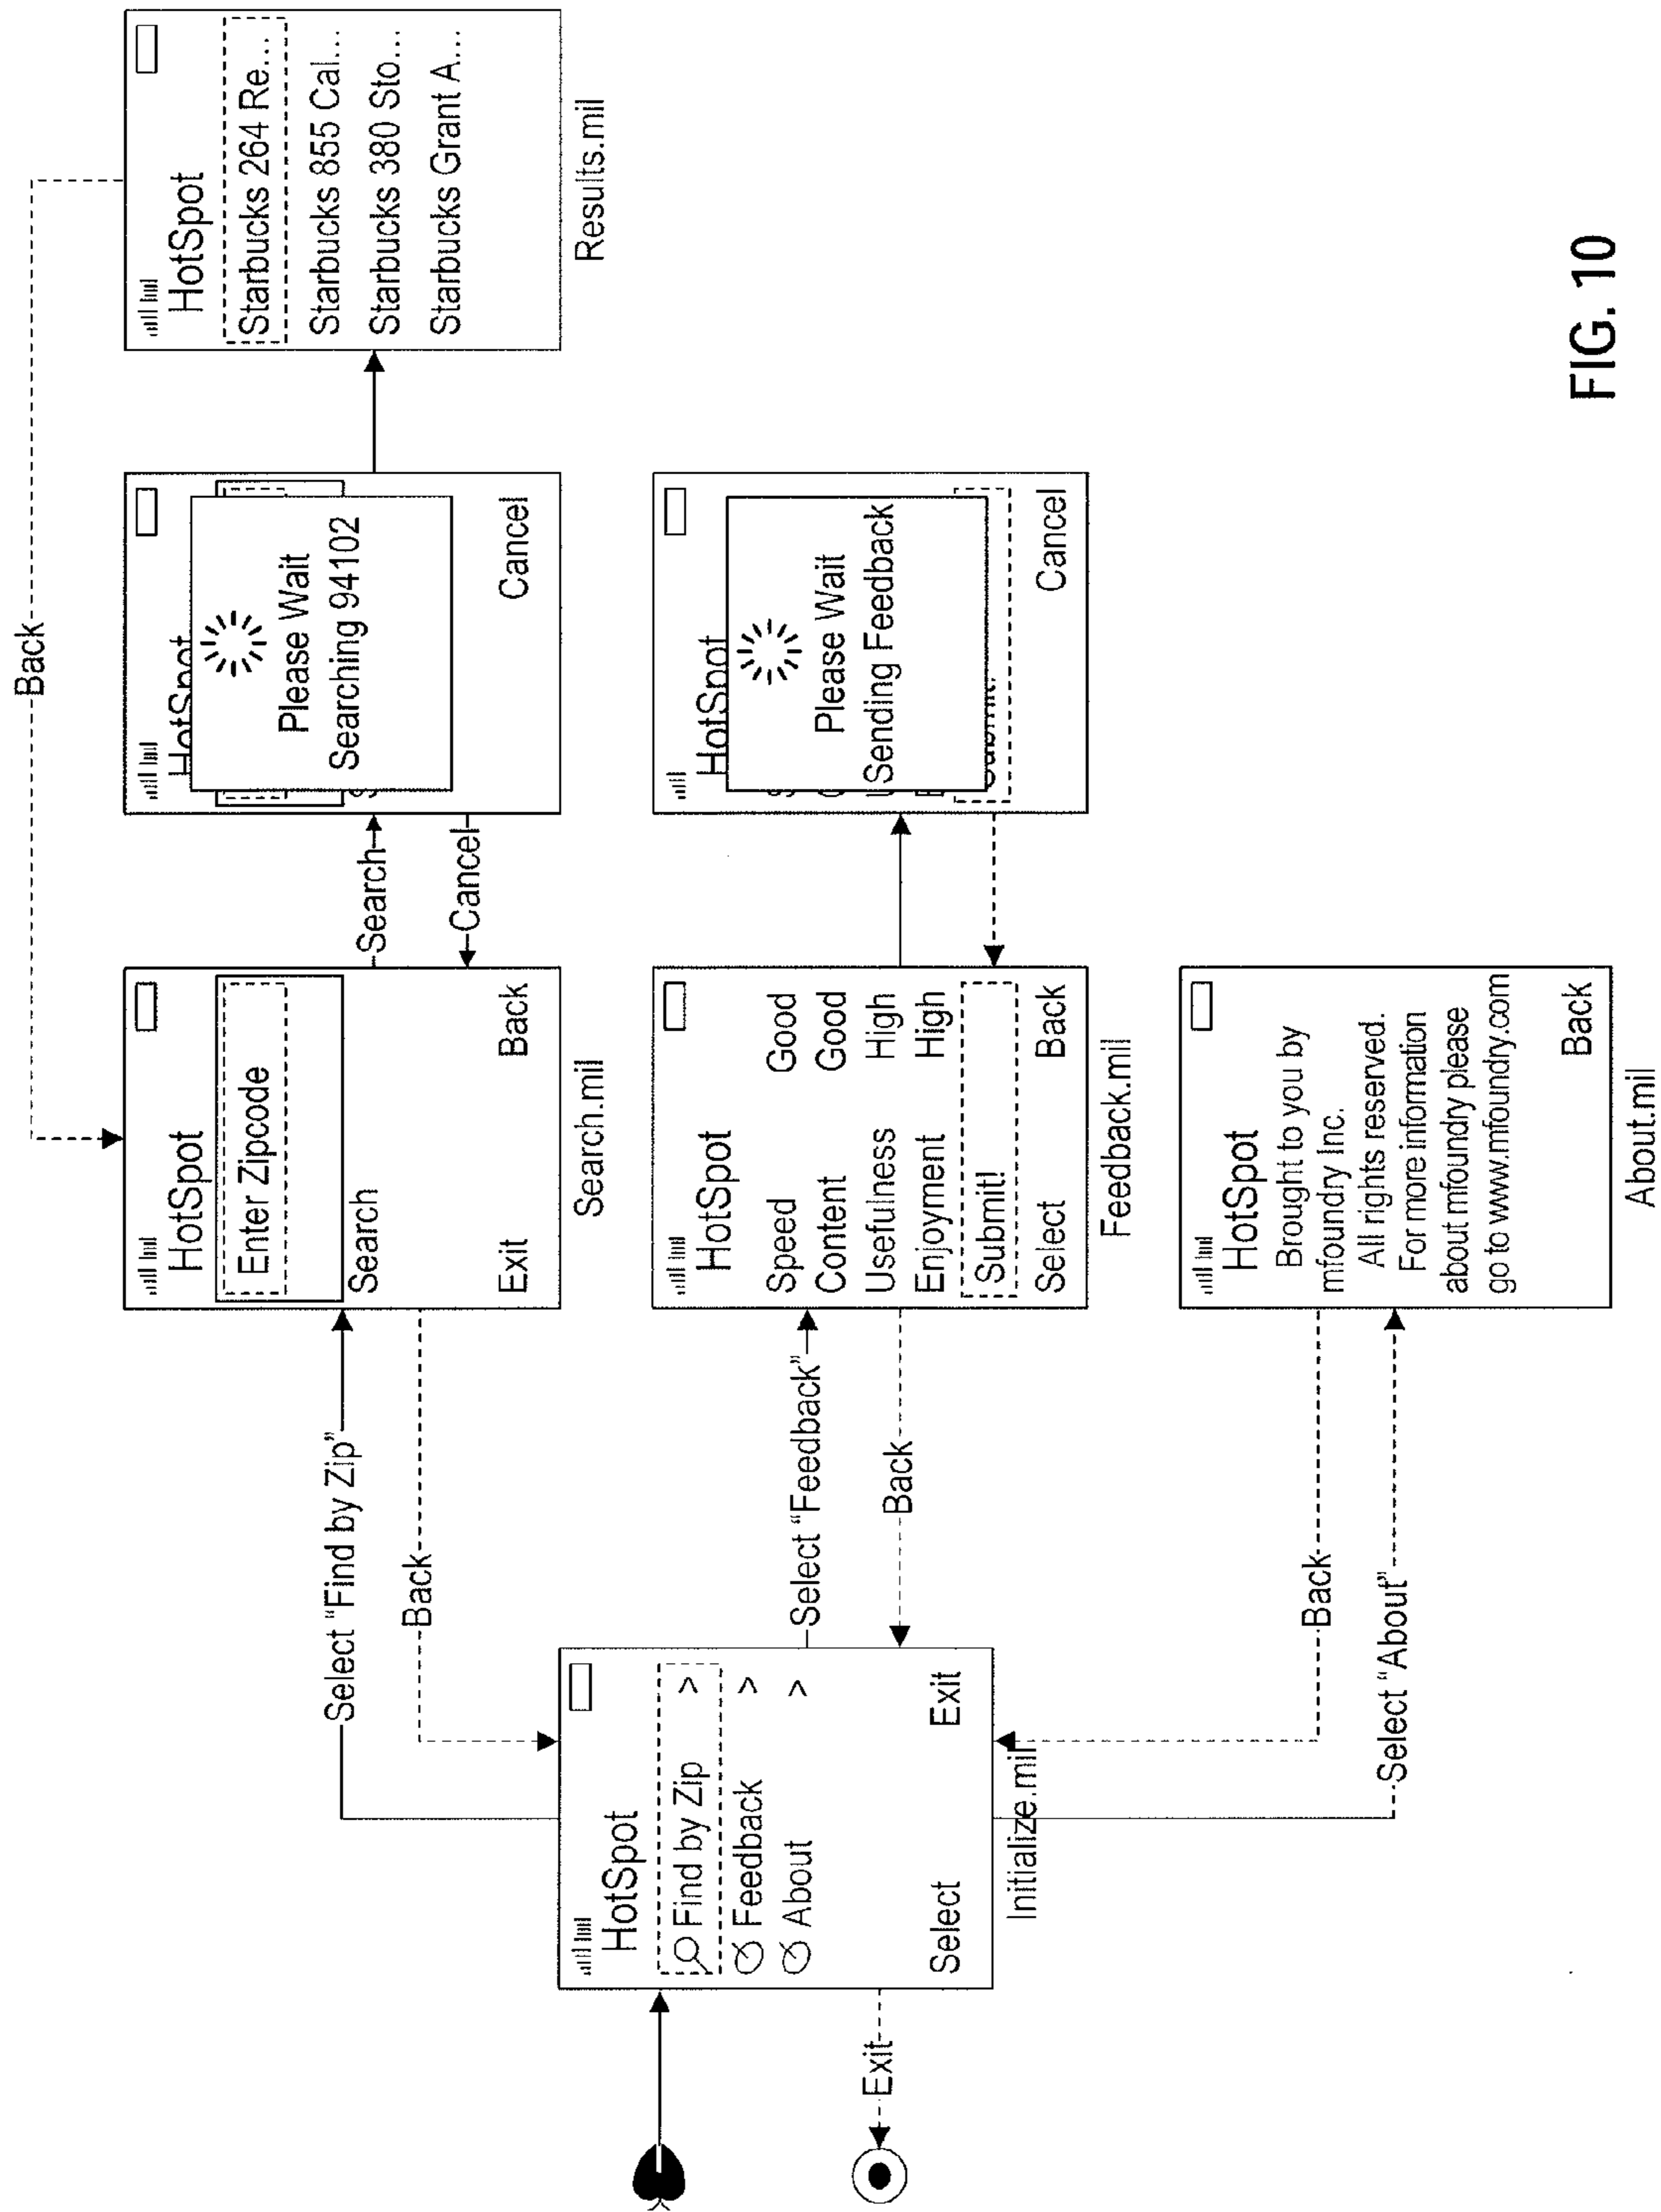 Back
HotSpot
Starbucks 264 Re...
Starbucks 855 Cal...
Starbucks 380 Sto...
Starbucks Grant A...
Results.mil
HotSpot
Please Wait
Searching 94102
Cancel
Search
Cancel
HotSpot
Enter Zipcode
Search
Exit Back
Search.mil
Select "Find by Zip"
Back
HotSpot
Please Wait
Sending Feedback
Submit!
Cancel
HotSpot
Speed Good
Content Good
Usefulness High
Enjoyment High
Submit!
Select Back
Feedback.mil
Select "Feedback"
Back
HotSpot
Find by Zip >
Feedback >
About >
Select Exit
Initialize.mil
Exit
HotSpot
Brought to you by
mfoundry Inc.
All rights reserved.
For more information
about mfoundry please
go to www.mfoundry.com
Back
About.mil
Back
Select "About"
FIG. 10